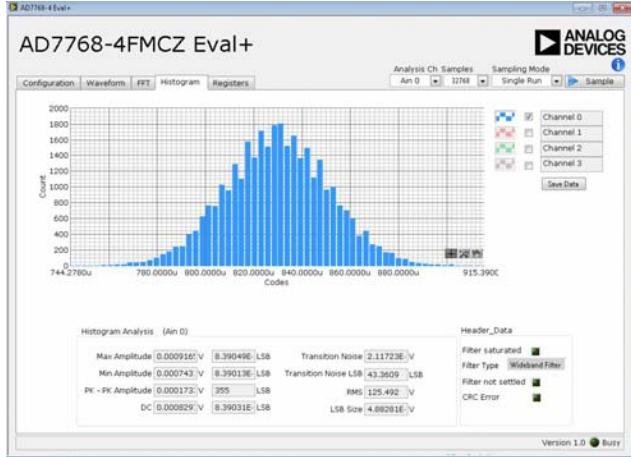 AD7768-4 Eval+
AD7768-4FMCZ Eval+
ANALOG
DEVICES
Analysis Ch Samples Sampling Mode
Ain 0 32768 Single Run Sample
Configuration Waveform FFT Histogram Registers
2000
1800
1600
1400
1200
1000
800
600
400
200
0
Count
744.2780u 780.0000u 800.0000u 820.0000u 840.0000u 860.0000u 880.0000u 915.390
Codes
Channel 0
Channel 1
Channel 2
Channel 3
Save Data
Histogram Analysis (Ain 0)
Max Amplitude 0.000916 V 8.39049E- LSB
Min Amplitude 0.000743 V 8.39013E- LSB
PK - PK Amplitude 0.000173 V 355 LSB
DC 0.000829 V 8.39031E- LSB
Transition Noise 2.11723E- V
Transition Noise LSB 43.3609 LSB
RMS 125.492 V
LSB Size 4.88281E- V
Header_Data
Filter saturated
Filter Type Wideband Filter
Filter not settled
CRC Error
Version 1.0 Busy